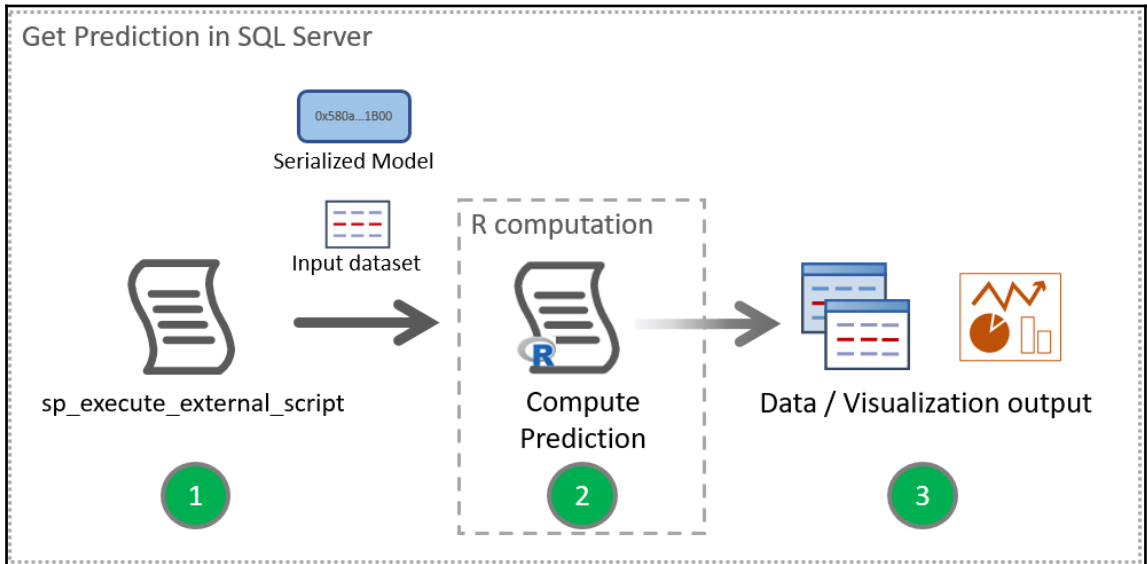 Get Prediction in SQL Server
0x580a...1B00
Serialized Model
Input dataset
R computation
R
sp_execute_external_script
Compute
Prediction
Data / Visualization output
1
2
3